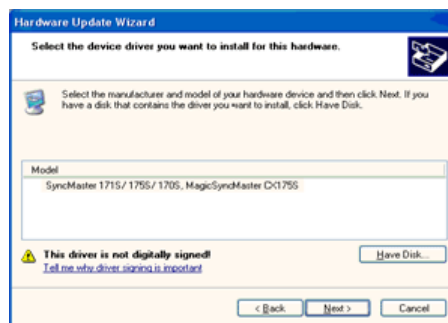 Hardware Update Wizard
Select the device driver you want to install for this hardware.
Select the manufacturer and model of your hardware device and then click Next. If you
have a disk that contains the driver you want to install, click Have Disk.
Model
SyncMaster 171S/ 175S/ 170S, MagicSyncMaster CX175S
This driver is not digitally signed!
Have Disk...
Tell me why driver signing is important
< Back
Next >
Cancel